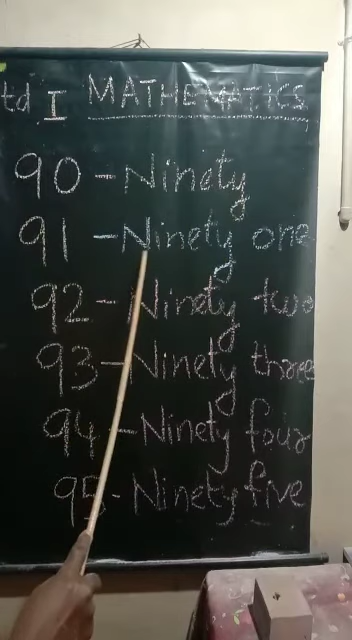 td I MATHEMATICS
90 - Ninety
91 - Ninety one
92 - Ninety two
93 - Ninety three
94 - Ninety four
95 - Ninety five